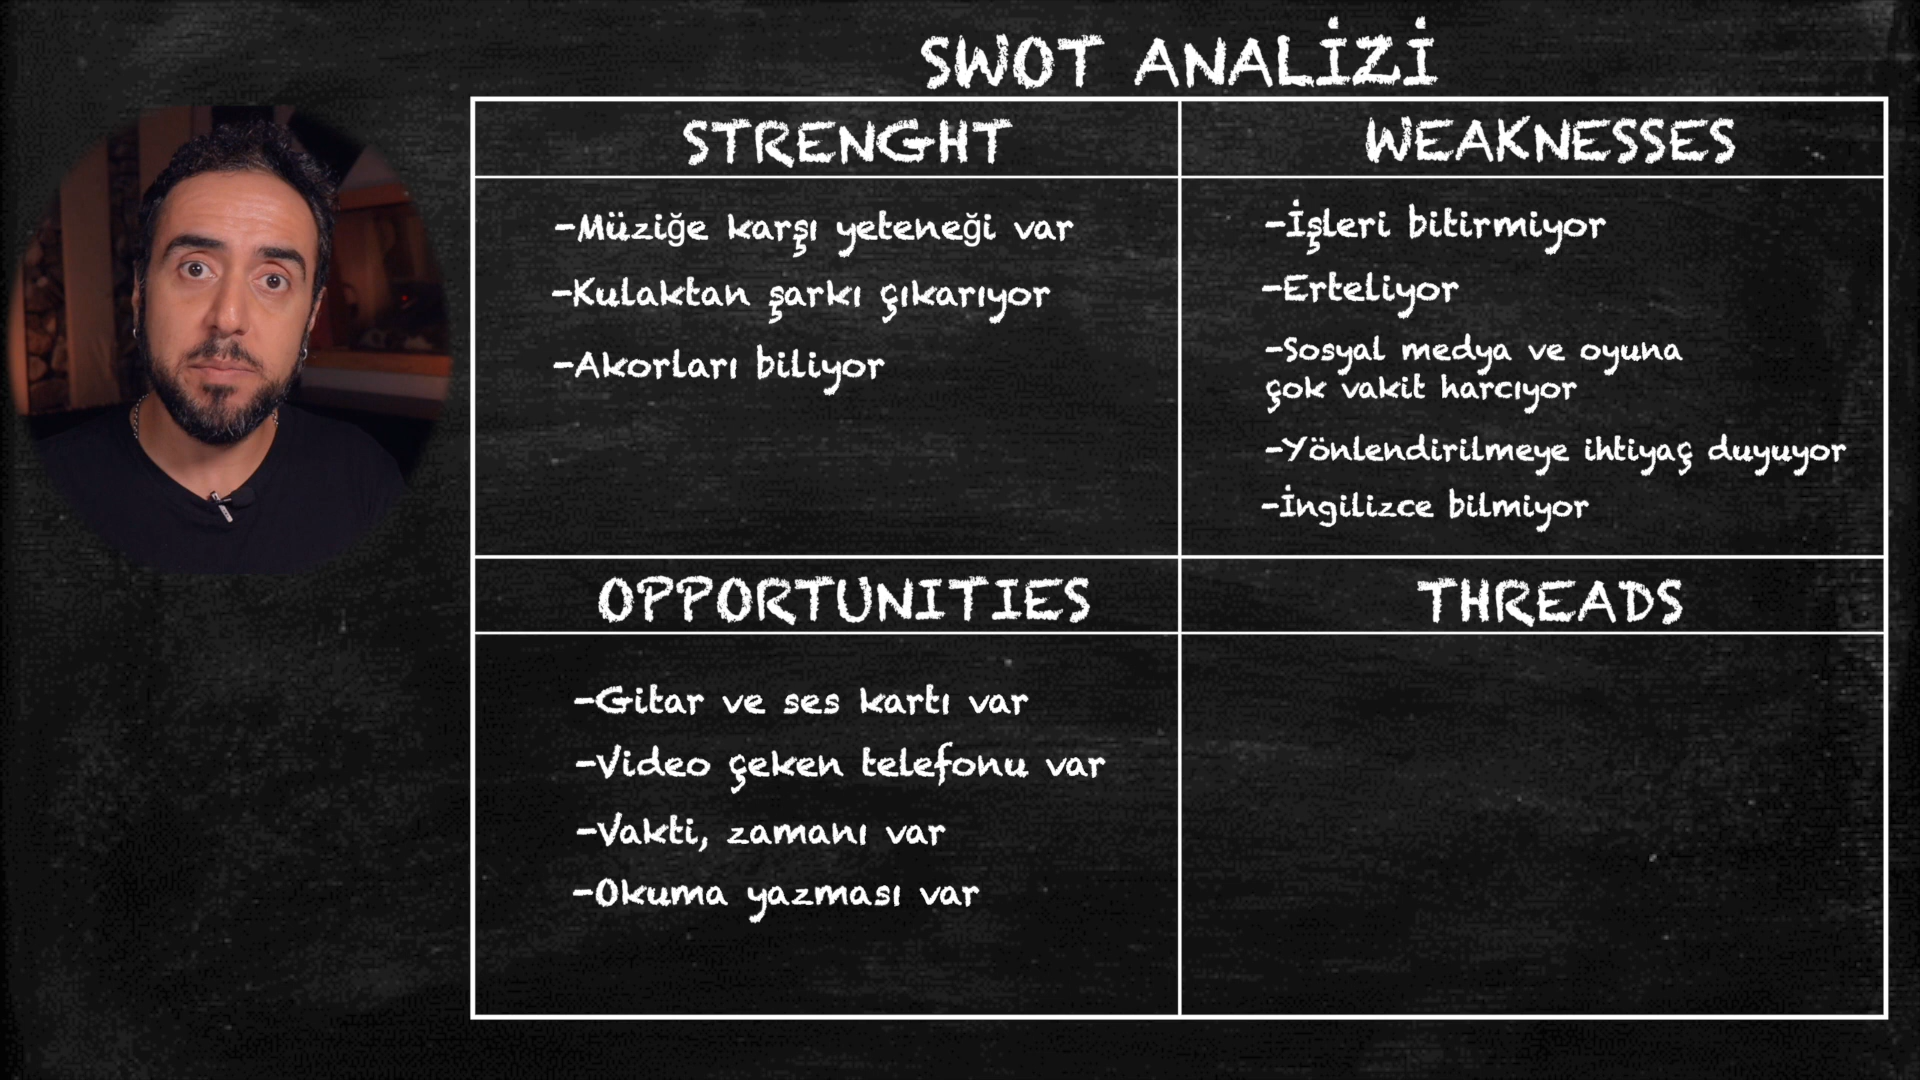 SWOT ANALİZİ
STRENGHT
-Müziğe karşı yeteneği var
-Kulaktan şarkı çıkarıyor
-Akorları biliyor
WEAKNESSES
-İşleri bitirmiyor
-Erteliyor
-Sosyal medya ve oyuna
çok vakit harcıyor
-Yönlendirilmeye ihtiyaç duyuyor
-İngilizce bilmiyor
OPPORTUNITIES
-Gitar ve ses kartı var
-Video çeken telefonu var
-Vakti, zamanı var
-Okuma yazması var
THREADS